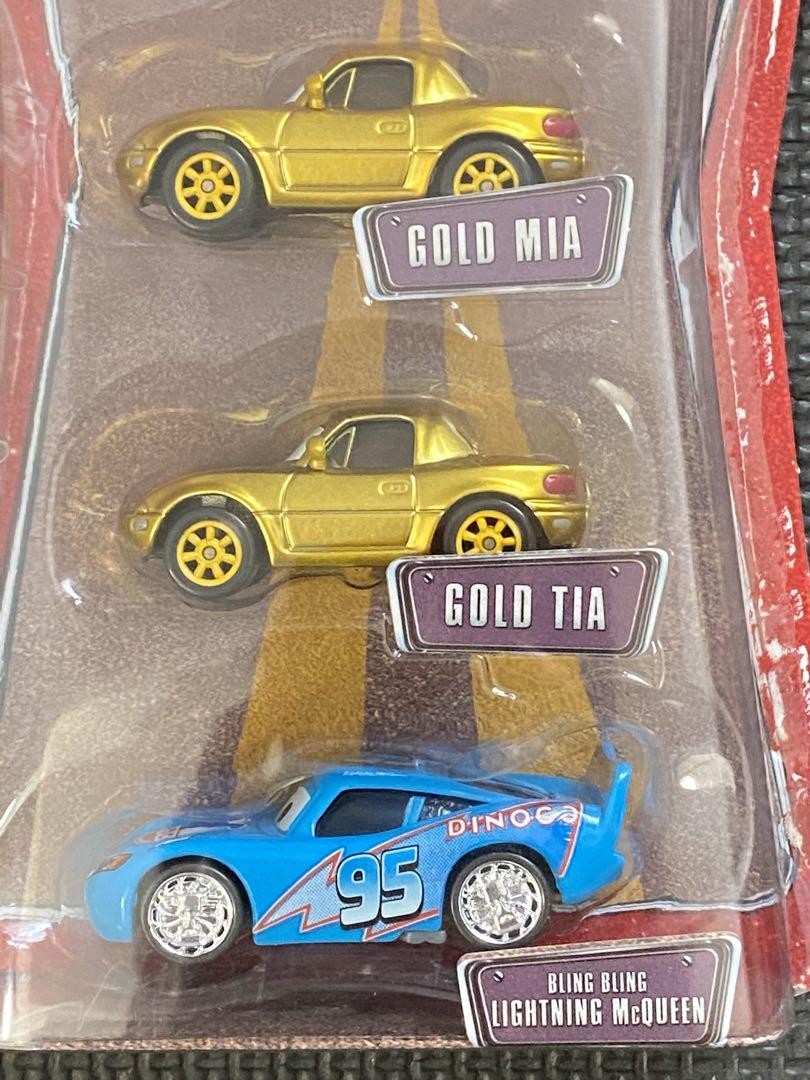 GOLD MIA
GOLD TIA
DINOCO
95
BLING BLING
LIGHTNING McQUEEN